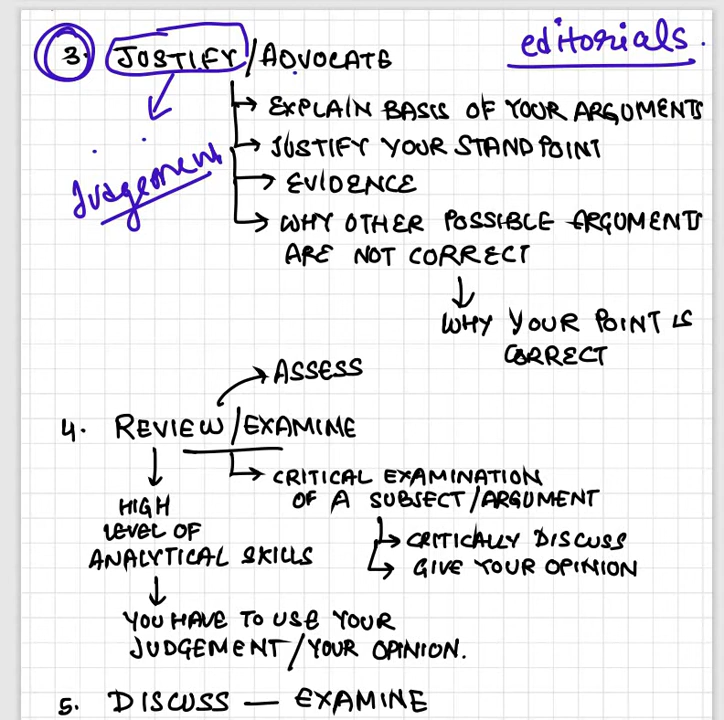 editorials.
3. JUSTIFY/ADVOCATE
→ EXPLAIN BASIS OF YOUR ARGUMENTS
→ JUSTIFY YOUR STAND POINT
Judgement
→ EVIDENCE
→ WHY OTHER POSSIBLE ARGUMENTS
ARE NOT CORRECT
WHY YOUR POINT IS
CORRECT
→ ASSESS
4. REVIEW/EXAMINE
→ CRITICAL EXAMINATION
OF A SUBJECT/ARGUMENT
HIGH
LEVEL OF
ANALYTICAL SKILLS
→ CRITICALLY DISCUSS
→ GIVE YOUR OPINION
YOU HAVE TO USE YOUR
JUDGEMENT/YOUR OPINION.
5. DISCUSS — EXAMINE